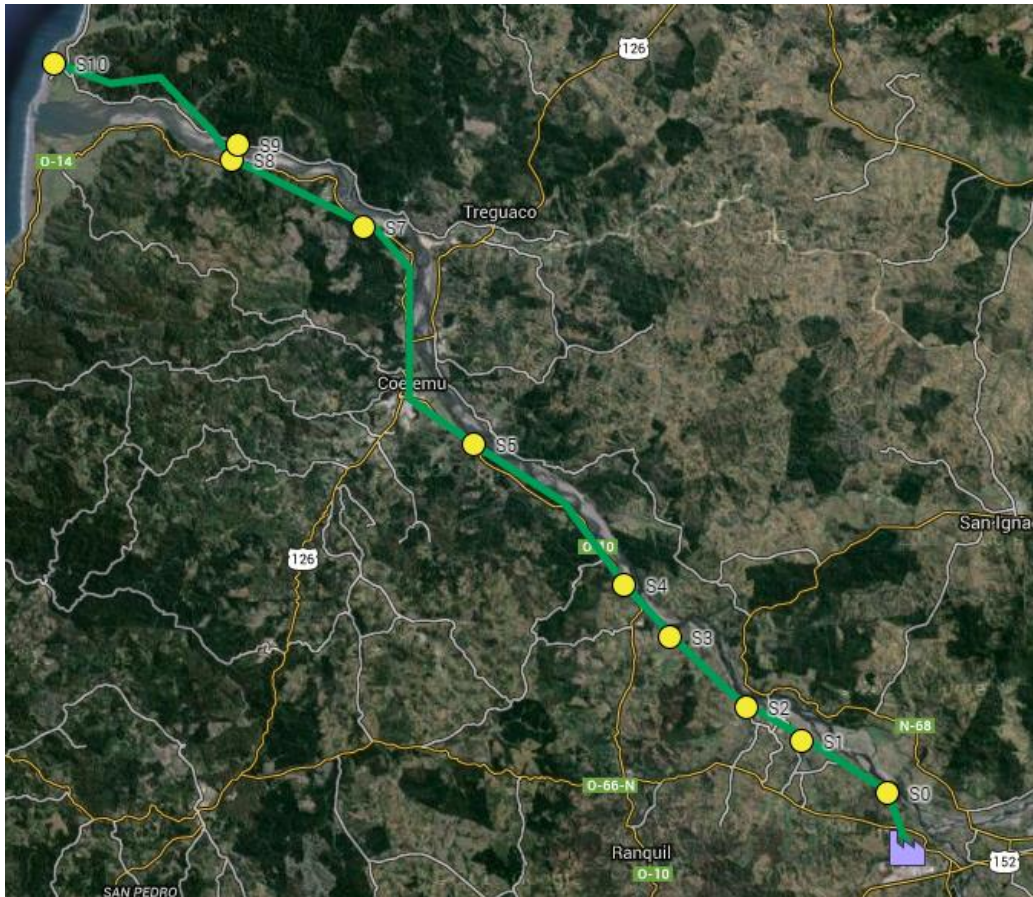 126
S10
S9
O-14
S8
Treguaco
S7
Coelemu
S5
San Igna
O-10
126
S4
S3
S2
N-68
S1
O-66-N
S0
Ranquil
152
O-10
SAN PEDRO